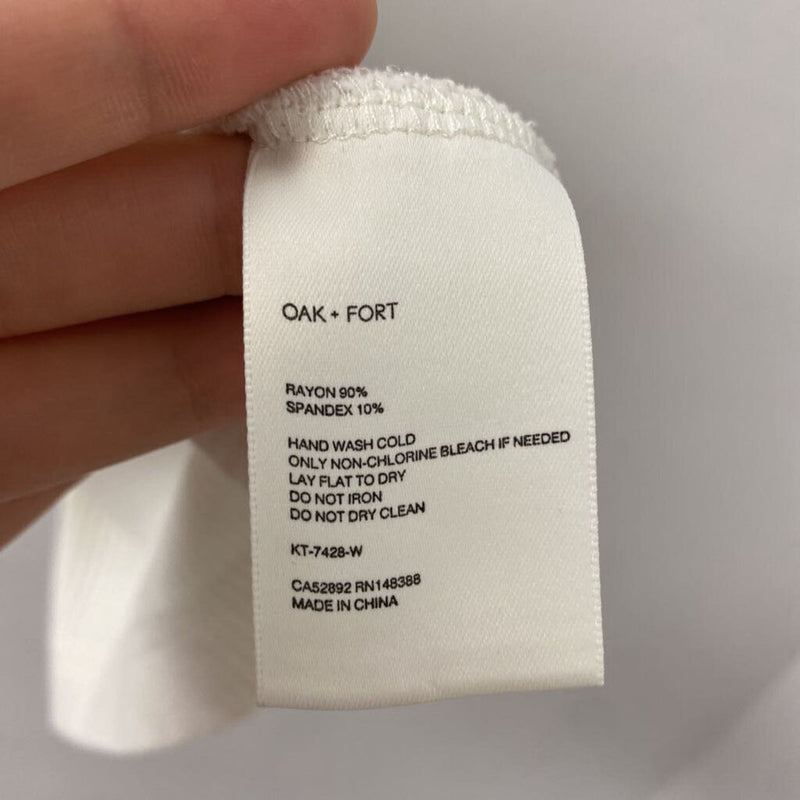 OAK + FORT
RAYON 90%
SPANDEX 10%
HAND WASH COLD
ONLY NON-CHLORINE BLEACH IF NEEDED
LAY FLAT TO DRY
DO NOT IRON
DO NOT DRY CLEAN
KT-7428-W
CA52892 RN148388
MADE IN CHINA